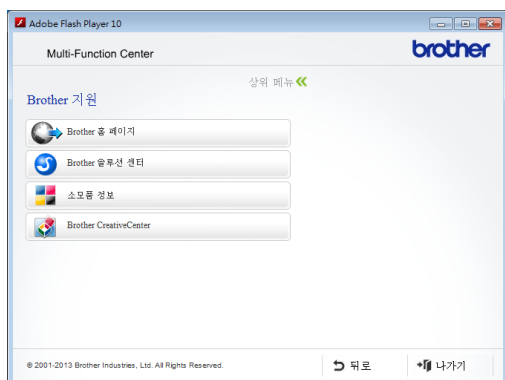 Adobe Flash Player 10
Multi-Function Center
brother
상위 메뉴
Brother 지원
Brother 홈 페이지
Brother 솔루션 센터
소모품 정보
Brother CreativeCenter
© 2001-2013 Brother Industries, Ltd. All Rights Reserved.
뒤로
나가기